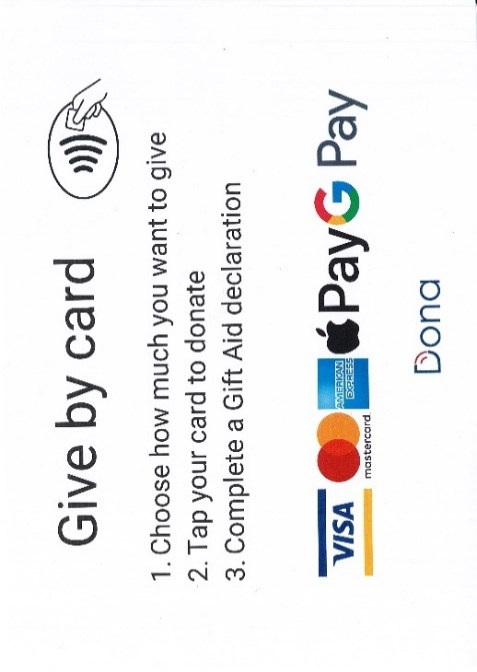 Give by card
1. Choose how much you want to give
2. Tap your card to donate
3. Complete a Gift Aid declaration
VISA
mastercard.
AMERICAN EXPRESS
Pay
G Pay
Dona